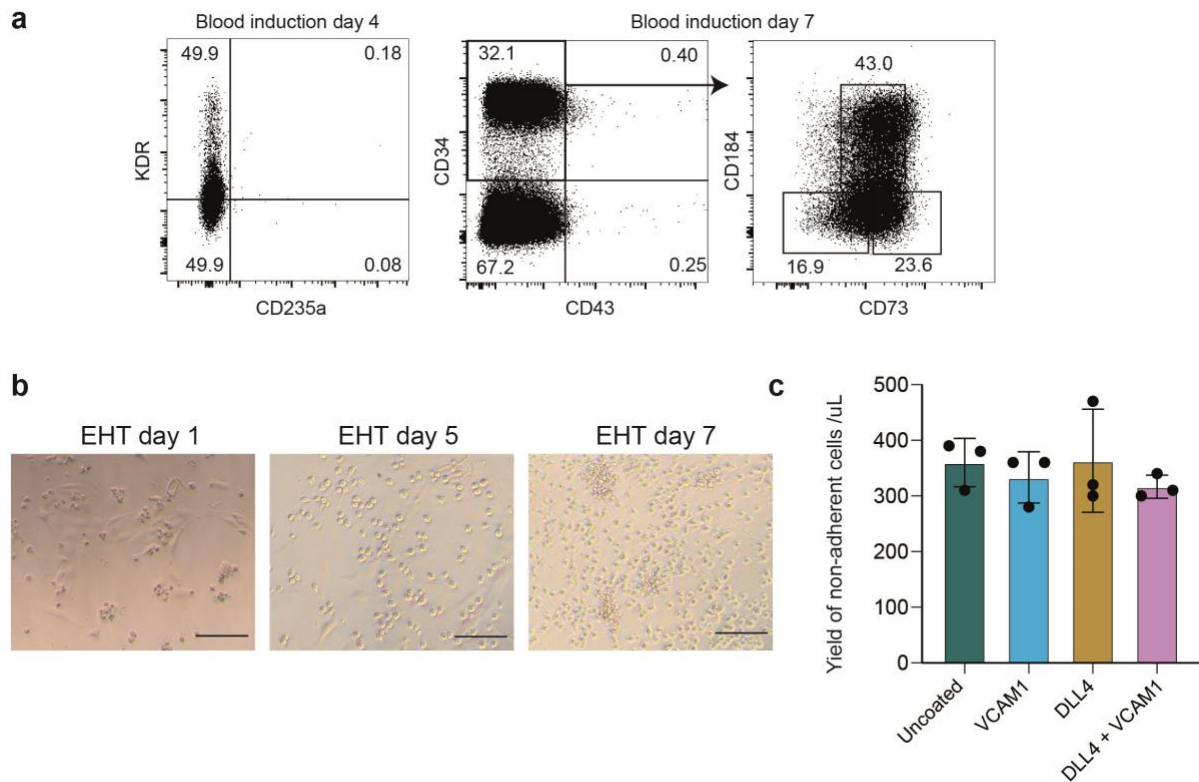 a
Blood induction day 4
Blood induction day 7
49.9
0.18
49.9
0.08
KDR
CD235a
32.1
0.40
67.2
0.25
CD34
CD43
43.0
16.9
23.6
CD184
CD73
b
EHT day 1
EHT day 5
EHT day 7
c
Yield of non-adherent cells /uL
500
400
300
200
100
0
Uncoated
VCAM1
DLL4
DLL4 + VCAM1